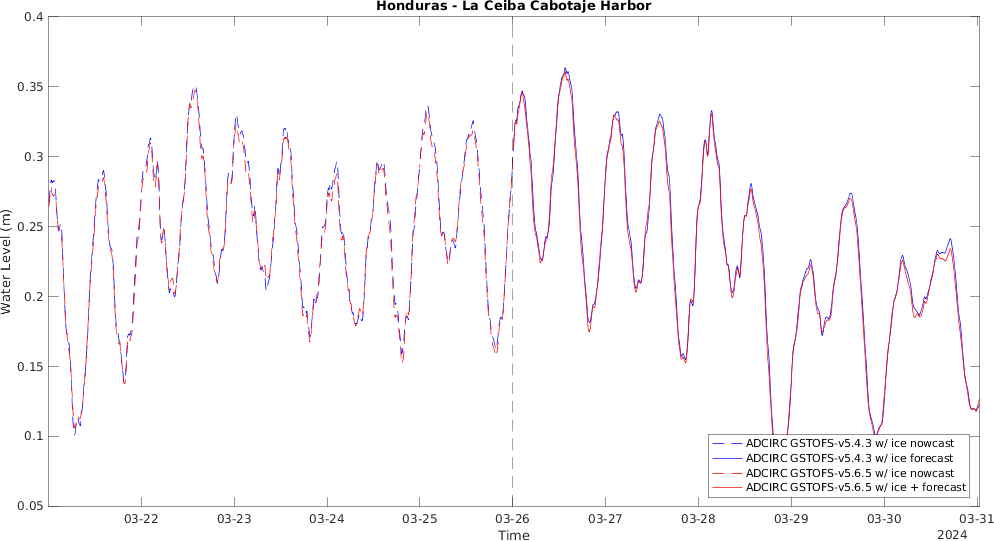 Honduras - La Ceiba Cabotaje Harbor
0.4
0.35
0.3
0.25
0.2
0.15
0.1
0.05
Water Level (m)
03-22
03-23
03-24
03-25
03-26
03-27
03-28
03-29
03-30
03-31
Time
2024
ADCIRC GSTOFS-v5.4.3 w/ ice nowcast
ADCIRC GSTOFS-v5.4.3 w/ ice forecast
ADCIRC GSTOFS-v5.6.5 w/ ice nowcast
ADCIRC GSTOFS-v5.6.5 w/ ice + forecast